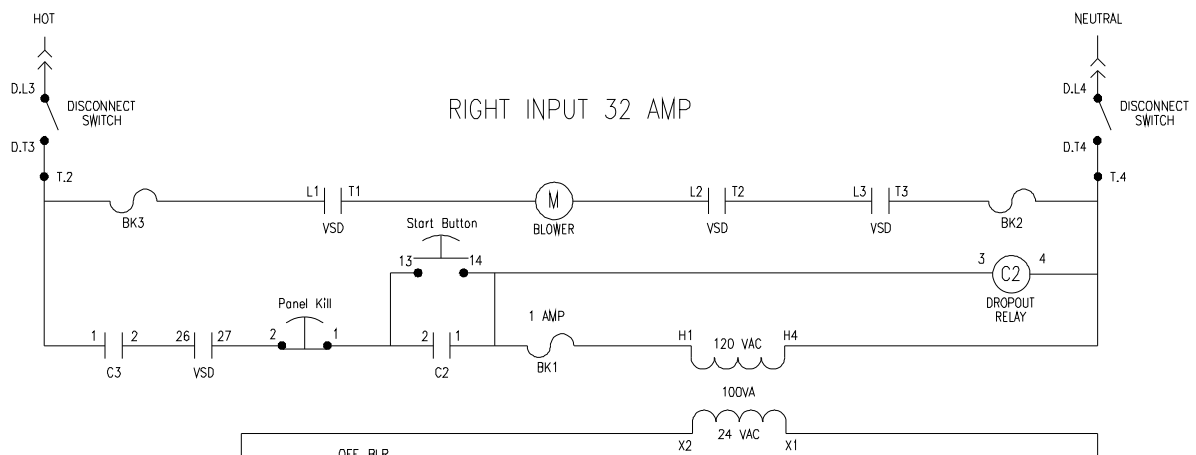 HOT
NEUTRAL
D.L3
DISCONNECT
SWITCH
D.T3
T.2
RIGHT INPUT 32 AMP
D.L4
DISCONNECT
SWITCH
D.T4
T.4
BK3
L1 T1
VSD
M
BLOWER
L2 T2
VSD
L3 T3
VSD
BK2
Start Button
13 14
3 4
C2
DROPOUT
RELAY
Panel Kill
1 2
C3
26 27
VSD
2 1
2 1
C2
1 AMP
BK1
H1 120 VAC H4
100VA
X2 24 VAC X1
OFF BLR